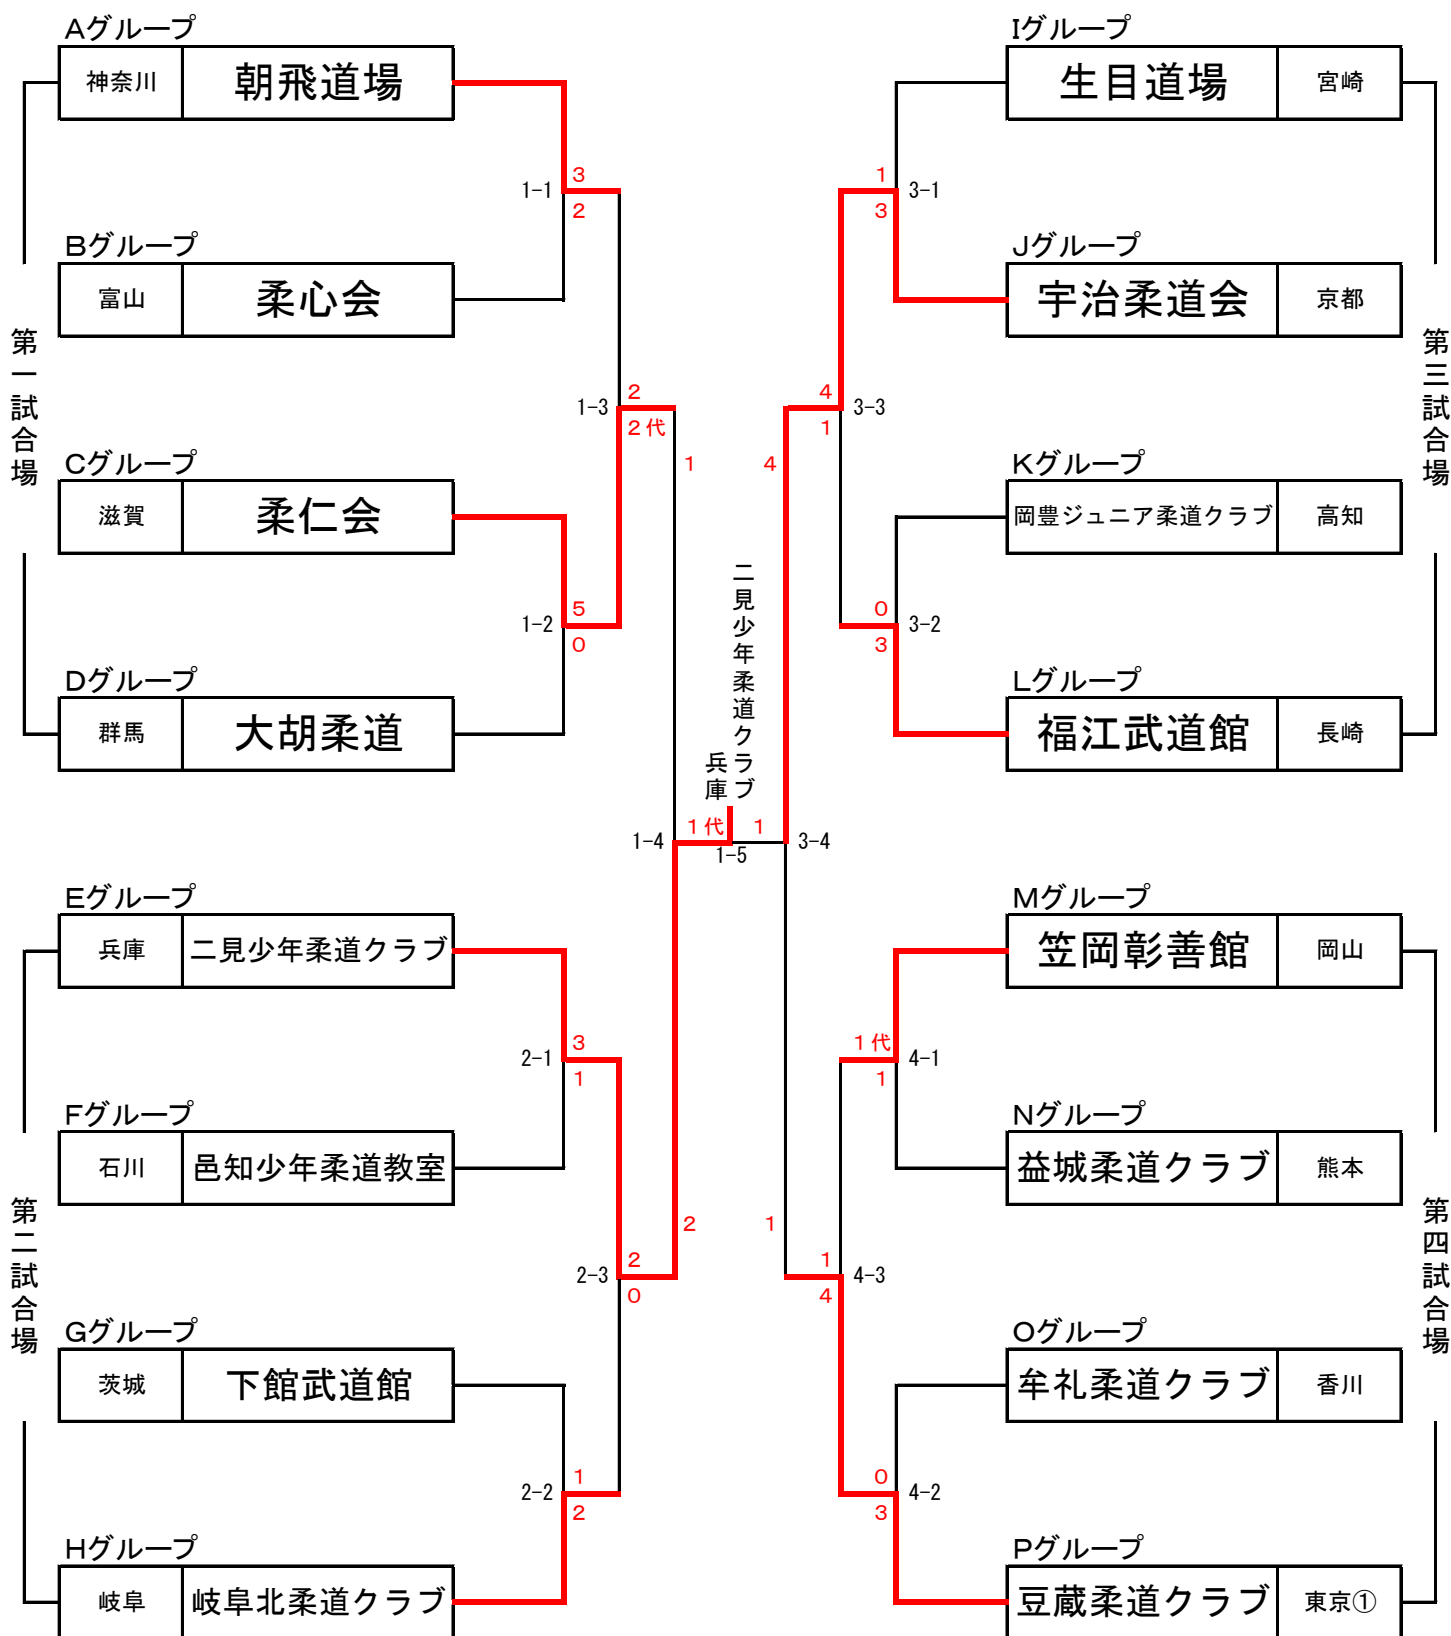 Aグループ
神奈川 朝飛道場
1-1
3
2
Bグループ
富山 柔心会
第一試合場
1-3
2
2代
1
Cグループ
滋賀 柔仁会
1-2
5
0
Dグループ
群馬 大胡柔道
1-4
1代
二見少年柔道クラブ
兵庫
1
1-5
Eグループ
兵庫 二見少年柔道クラブ
2-1
3
1
Fグループ
石川 邑知少年柔道教室
第二試合場
2-3
2
0
2
Gグループ
茨城 下館武道館
2-2
1
2
Hグループ
岐阜 岐阜北柔道クラブ
Iグループ
生目道場 宮崎
1
3
3-1
Jグループ
宇治柔道会 京都
第三試合場
4
1
3-3
4
Kグループ
岡豊ジュニア柔道クラブ 高知
0
3
3-2
Lグループ
福江武道館 長崎
3-4
Mグループ
笠岡彰善館 岡山
1代
1
4-1
Nグループ
益城柔道クラブ 熊本
第四試合場
1
1
4
4-3
Oグループ
牟礼柔道クラブ 香川
0
3
4-2
Pグループ
豆蔵柔道クラブ 東京①